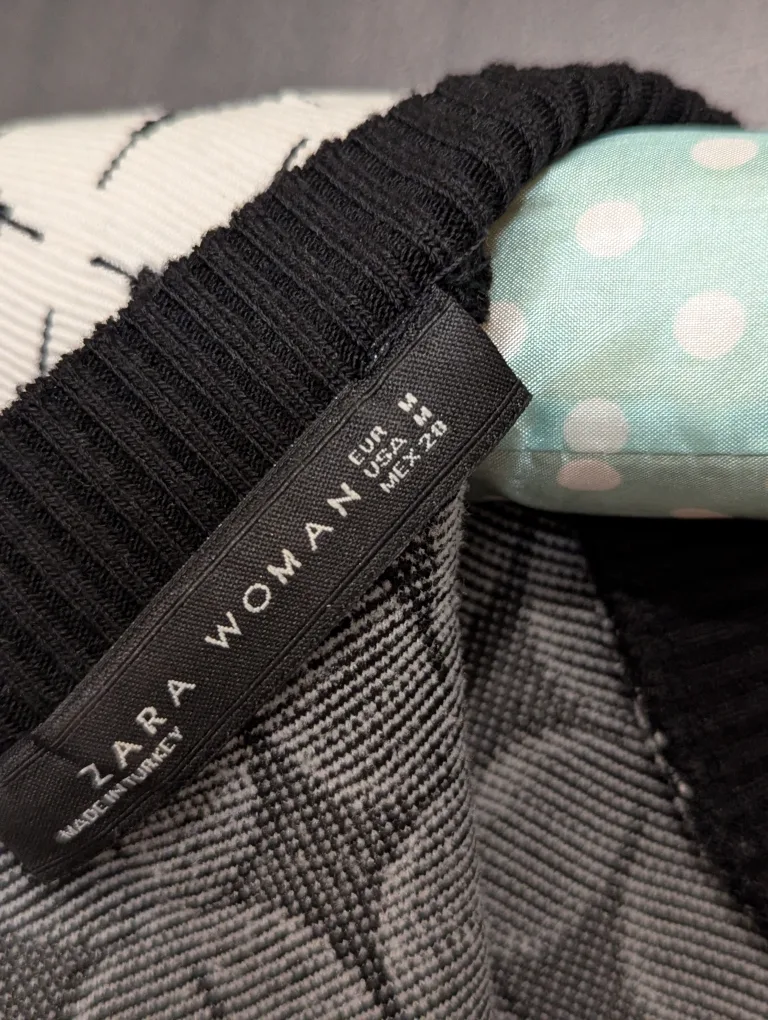 ZARA WOMAN
MADE IN TURKEY
EUR M
USA M
MEX 28